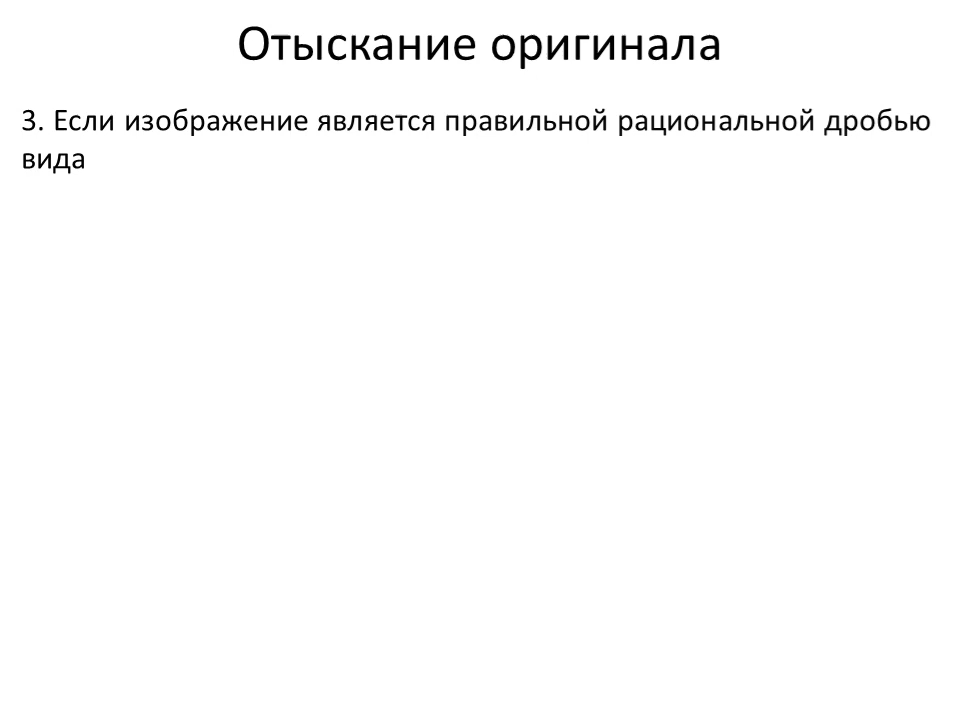 Отыскание оригинала
3. Если изображение является правильной рациональной дробью
вида